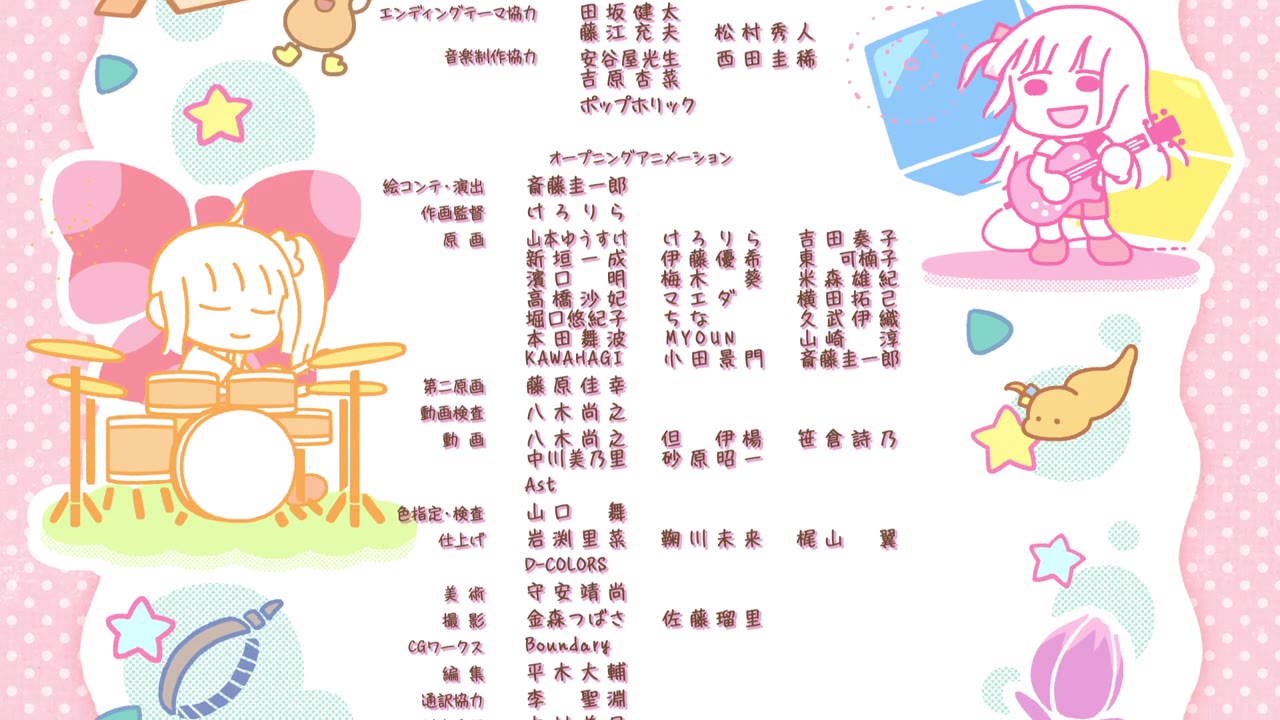 エンディングテーマ協力 田坂健太
藤江充夫 松村秀人
音楽制作協力 安谷屋光生 西田圭稀
吉原杏菜
ポップホリック
オープニングアニメーション
絵コンテ・演出 斎藤圭一郎
作画監督 けろりら
原画 山本ゆうすけ けろりら 吉田奏子
新垣一成 伊藤優希 東 可楠子
濱口 明 梅木 葵 米森雄紀
高橋沙妃 マエダ 横田拓己
堀口悠紀子 ちな 久武伊織
本田舞波 MYOUN 山崎 淳
KAWAHAGI 小田景門 斎藤圭一郎
第二原画 藤原佳幸
動画検査 八木尚之
動画 八木尚之 但 伊楊 笹倉詩乃
中川美乃里 砂原昭一
Ast
色指定・検査 山口 舞
仕上げ 岩渕里菜 鞠川未来 梶山 翼
D-COLORS
美術 守安靖尚
撮影 金森つばさ 佐藤瑠里
CGワークス Boundary
編集 平木大輔
通訳協力 李 聖淵